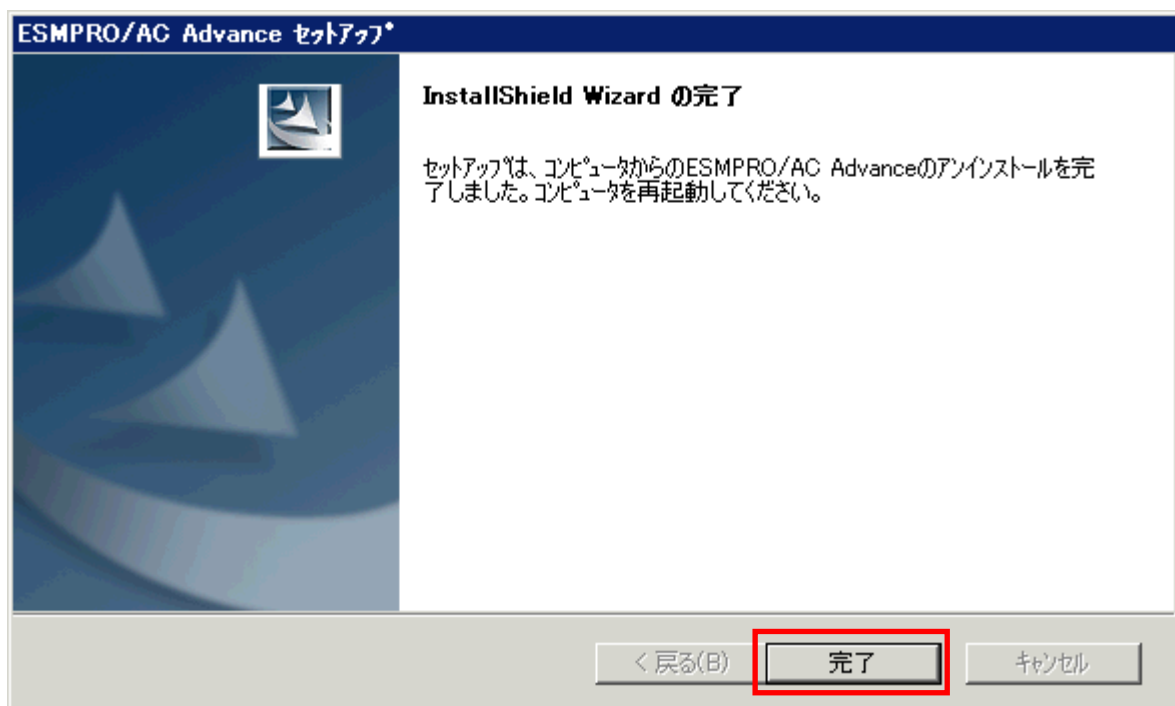 ESMPRO/AC Advance ｾｯﾄｱｯﾌﾟ
InstallShield Wizard の完了
ｾｯﾄｱｯﾌﾟは、ｺﾝﾋﾟｭｰﾀからのESMPRO/AC Advanceのｱﾝｲﾝｽﾄｰﾙを完
了しました。ｺﾝﾋﾟｭｰﾀを再起動してください。
< 戻る(B)
完了
ｷｬﾝｾﾙ